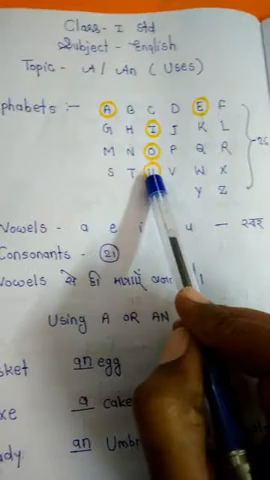 Class - I std
Subject - English
Topic - A / An (Uses)
phabets :-
A B C D E F
G H I J K L
M N O P Q R
S T U V W X
Y Z
26
Vowels - a e i u - स्वर
Consonants - 21
Vowels से ही मात्राएँ
Using A OR AN
sket an egg
xe a cake
dy an Umbr